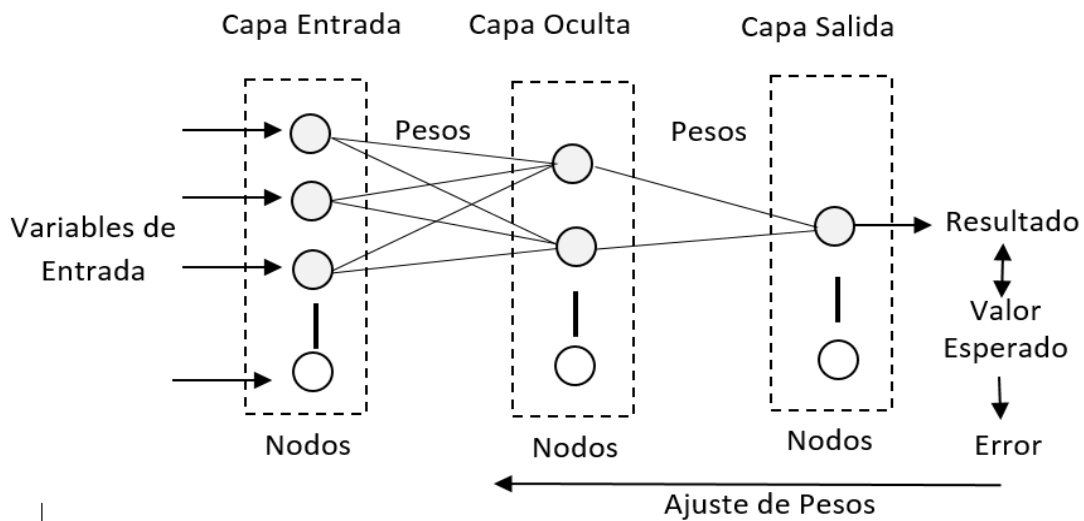 Capa Entrada
Capa Oculta
Capa Salida
Pesos
Pesos
Variables de
Entrada
Resultado
Valor
Esperado
Error
Nodos
Nodos
Nodos
Ajuste de Pesos